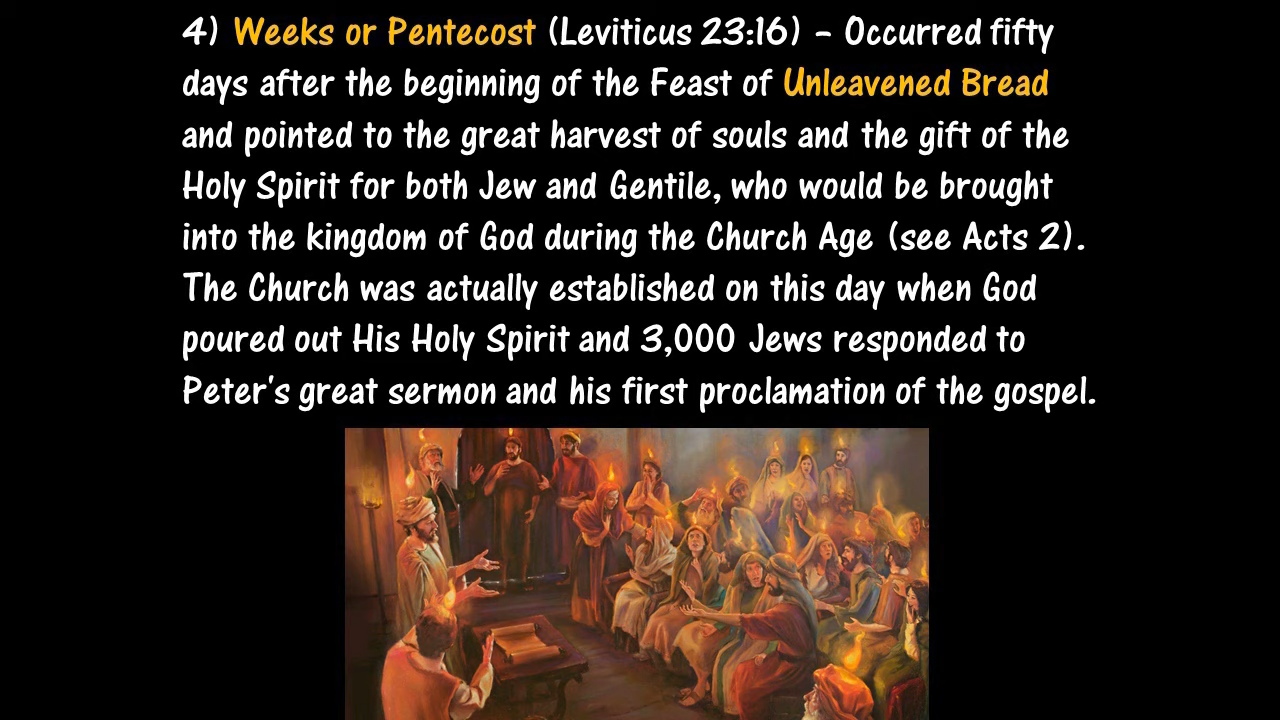 4) Weeks or Pentecost (Leviticus 23:16) – Occurred fifty
days after the beginning of the Feast of Unleavened Bread
and pointed to the great harvest of souls and the gift of the
Holy Spirit for both Jew and Gentile, who would be brought
into the kingdom of God during the Church Age (see Acts 2).
The Church was actually established on this day when God
poured out His Holy Spirit and 3,000 Jews responded to
Peter's great sermon and his first proclamation of the gospel.